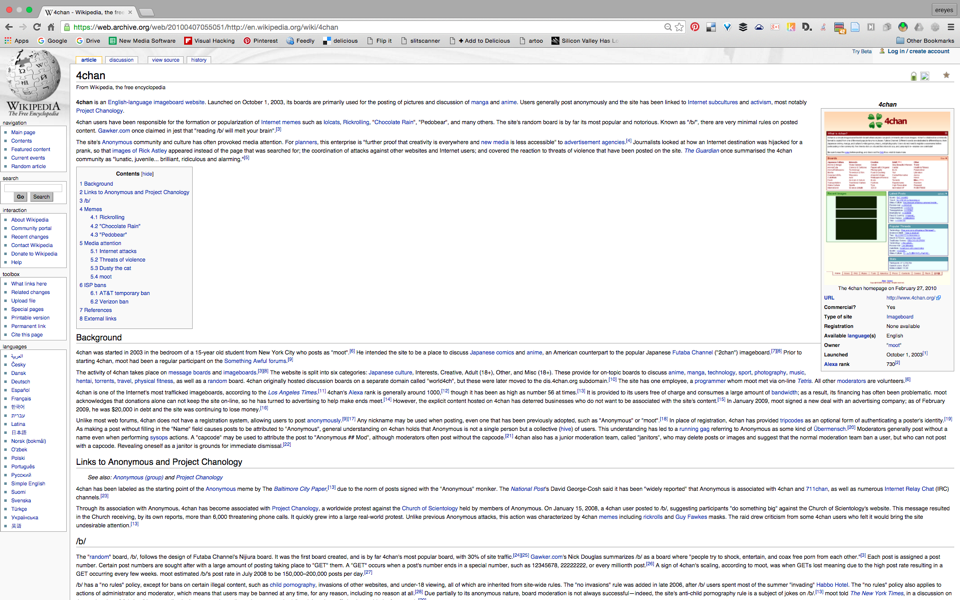 Wikipedia, the free
ereyes
https://web.archive.org/web/20100407055051/http://en.wikipedia.org/wiki/4chan
Apps Google Drive New Media Software Visual Hacking Pinterest Feedly delicious Flip it slitscanner + Add to Delicious artoo Silicon Valley Has Other Bookmarks
Try Beta Log in / create account
article discussion view source history
WIKIPEDIA
The Free Encyclopedia
navigation
Main page
Contents
Featured content
Current events
Random article
search
Go Search
interaction
About Wikipedia
Community portal
Recent changes
Contact Wikipedia
Donate to Wikipedia
Help
toolbox
What links here
Related changes
Upload file
Special pages
Printable version
Permanent link
Cite this page
languages
العربية
Česky
Dansk
Deutsch
Español
Français
한국어
עברית
Latina
日本語
Norsk (bokmål)
O'zbek
Polski
Português
Русский
Simple English
Suomi
Svenska
Türkçe
Українська
4chan
From Wikipedia, the free encyclopedia
4chan is an English-language imageboard website. Launched on October 1, 2003, its boards are primarily used for the posting of pictures and discussion of manga and anime. Users generally post anonymously and the site has been linked to Internet subcultures and activism, most notably
Project Chanology.
4chan users have been responsible for the formation or popularization of Internet memes such as lolcats, Rickrolling, "Chocolate Rain", "Pedobear", and many others. The site's random board is by far its most popular and notorious. Known as "/b/", there are very minimal rules on posted
content. Gawker.com once claimed in jest that "reading /b/ will melt your brain".[3]
The site's Anonymous community and culture have often provoked media attention. For planners, this enterprise is "further proof that creativity is everywhere and new media is less accessible" to advertisement agencies.[4] Journalists looked at how an Internet destination was hijacked for a
prank, so that images of Rick Astley appeared instead of the page that was searched for; the coordination of attacks against other websites and Internet users; and covered the reaction to threats of violence that have been posted on the site. The Guardian once summarised the 4chan
community as "lunatic, juvenile... brilliant, ridiculous and alarming."[5]
Contents [hide]
1 Background
2 Links to Anonymous and Project Chanology
3 /b/
4 Memes
4.1 Rickrolling
4.2 "Chocolate Rain"
4.3 "Pedobear"
5 Media attention
5.1 Internet attacks
5.2 Threats of violence
5.3 Dusty the cat
5.4 moot
6 ISP bans
6.1 AT&T temporary ban
6.2 Verizon ban
7 References
8 External links
4chan
4chan
The 4chan homepage on February 27, 2010
URL http://www.4chan.org/
Commercial? Yes
Type of site Imageboard
Registration None available
Available language(s) English
Owner "moot"
Launched October 1, 2003[1]
Alexa rank 730[2]
Background
4chan was started in 2003 in the bedroom of a 15-year old student from New York City who posts as "moot".[6] He intended the site to be a place to discuss Japanese comics and anime, an American counterpart to the popular Japanese Futaba Channel ("2chan") imageboard.[7][8] Prior to
starting 4chan, moot had been a regular participant on the Something Awful forums.[9]
The activity of 4chan takes place on message boards and imageboards.[3][8] The website is split into six categories: Japanese culture, Interests, Creative, Adult (18+), Other, and Misc (18+). These provide for on-topic boards to discuss anime, manga, technology, sport, photography, music,
hentai, torrents, travel, physical fitness, as well as a random board. 4chan originally hosted discussion boards on a separate domain called "world4ch", but these were later moved to the dis.4chan.org subdomain.[10] The site has one employee, a programmer whom moot met via on-line Tetris. All other moderators are volunteers.[6]
4chan is one of the Internet's most trafficked imageboards, according to the Los Angeles Times.[11] 4chan's Alexa rank is generally around 1000,[12] Though it has been as high as number 56 at times.[13] It is provided to its users free of charge and consumes a large amount of bandwidth; as a result, its financing has often been problematic. moot
acknowledges that donations alone can not keep the site on-line, so he has turned to advertising to help make ends meet.[14] However, the explicit content hosted on 4chan has deterred businesses who do not want to be associated with the site's content.[15] In January 2009, moot signed a new deal with an advertising company; as of February
2009, he was $20,000 in debt and the site was continuing to lose money.[16]
Unlike most web forums, 4chan does not have a registration system, allowing users to post anonymously.[9][17] Any nickname may be used when posting, even one that has been previously adopted, such as "Anonymous" or "moot".[18] In place of registration, 4chan has provided tripcodes as an optional form of authenticating a poster's identity.[19]
As making a post without filling in the "Name" field causes posts to be attributed to "Anonymous", general understanding on 4chan holds that Anonymous is not a single person but a collective (hive) of users. This understanding has led to a running gag referring to Anonymous as some kind of Übermensch.[20] Moderators generally post without a
name even when performing sysops actions. A "capcode" may be used to attribute the post to "Anonymous ## Mod", although moderators often post without the capcode.[21] 4chan also has a junior moderation team, called "janitors", who may delete posts or images and suggest that the normal moderation team ban a user, but who can not post
with a capcode. Revealing oneself as a janitor is grounds for immediate dismissal.[22]
Links to Anonymous and Project Chanology
See also: Anonymous (group) and Project Chanology
4chan has been labeled as the starting point of the Anonymous meme by The Baltimore City Paper,[13] due to the norm of posts signed with the "Anonymous" moniker. The National Post's David George-Cosh said it has been "widely reported" that Anonymous is associated with 4chan and 711chan, as well as numerous Internet Relay Chat (IRC)
channels.[23]
Through its association with Anonymous, 4chan has become associated with Project Chanology, a worldwide protest against the Church of Scientology held by members of Anonymous. On January 15, 2008, a 4chan user posted to /b/, suggesting participants "do something big" against the Church of Scientology's website. This message resulted
in the Church receiving, by its own reports, more than 6,000 threatening phone calls. It quickly grew into a large real-world protest. Unlike previous Anonymous attacks, this action was characterized by 4chan memes including rickrolls and Guy Fawkes masks. The raid drew criticism from some 4chan users who felt it would bring the site
undesirable attention.[13]
/b/
The "random" board, /b/, follows the design of Futaba Channel's Nijiura board. It was the first board created, and is by far 4chan's most popular board, with 30% of site traffic.[24][25] Gawker.com's Nick Douglas summarizes /b/ as a board where "people try to shock, entertain, and coax free porn from each other."[3] Each post is assigned a post
number. Certain post numbers are sought after with a large amount of posting taking place to "GET" them. A "GET" occurs when a post's number ends in a special number, such as 12345678, 22222222, or every millionth post.[26] A sign of 4chan's scaling, according to moot, was when GETs lost meaning due to the high post rate resulting in a
GET occurring every few weeks. moot estimated /b/'s post rate in July 2008 to be 150,000–200,000 posts per day.[27]
/b/ has a "no rules" policy, except for bans on certain illegal content, such as child pornography, invasions of other websites, and under-18 viewing, all of which are inherited from site-wide rules. The "no invasions" rule was added in late 2006, after /b/ users spent most of the summer "invading" Habbo Hotel. The "no rules" policy also applies to
actions of administrator and moderator, which means that users may be banned at any time, for any reason, including no reason at all.[28] Due partially to its anonymous nature, board moderation is not always successful—indeed, the site's anti-child pornography rule is a subject of jokes on /b/.[13] moot told The New York Times, in a discussion on